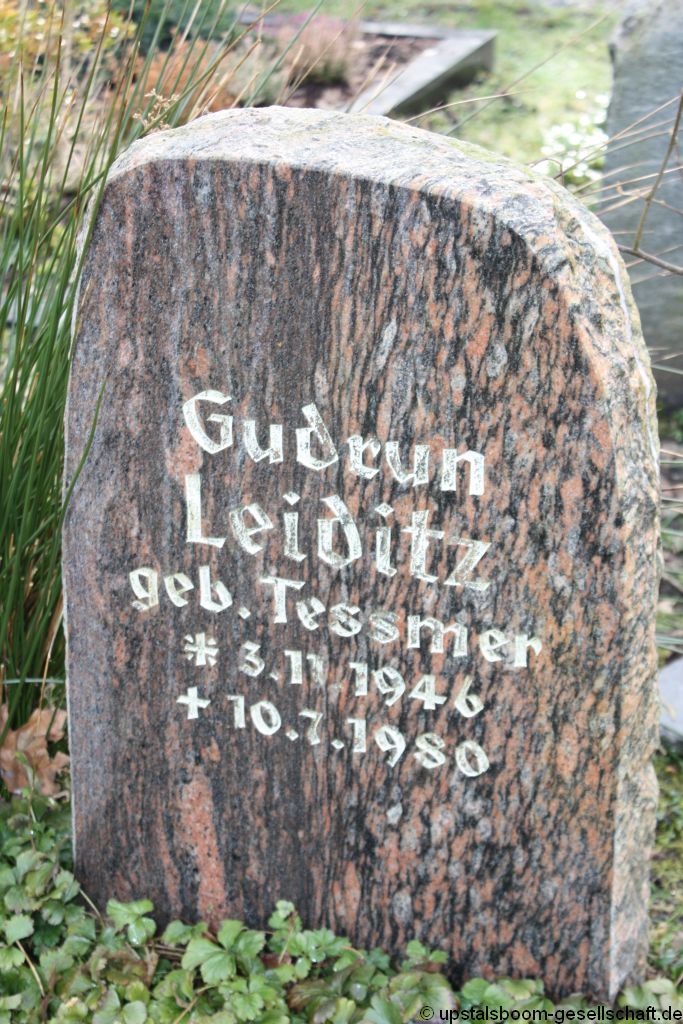 Gudrun
Leiditz
geb. Tessmer
* 3.11.1946
+ 10.7.1980
© upstalsboom-gesellschaft.de